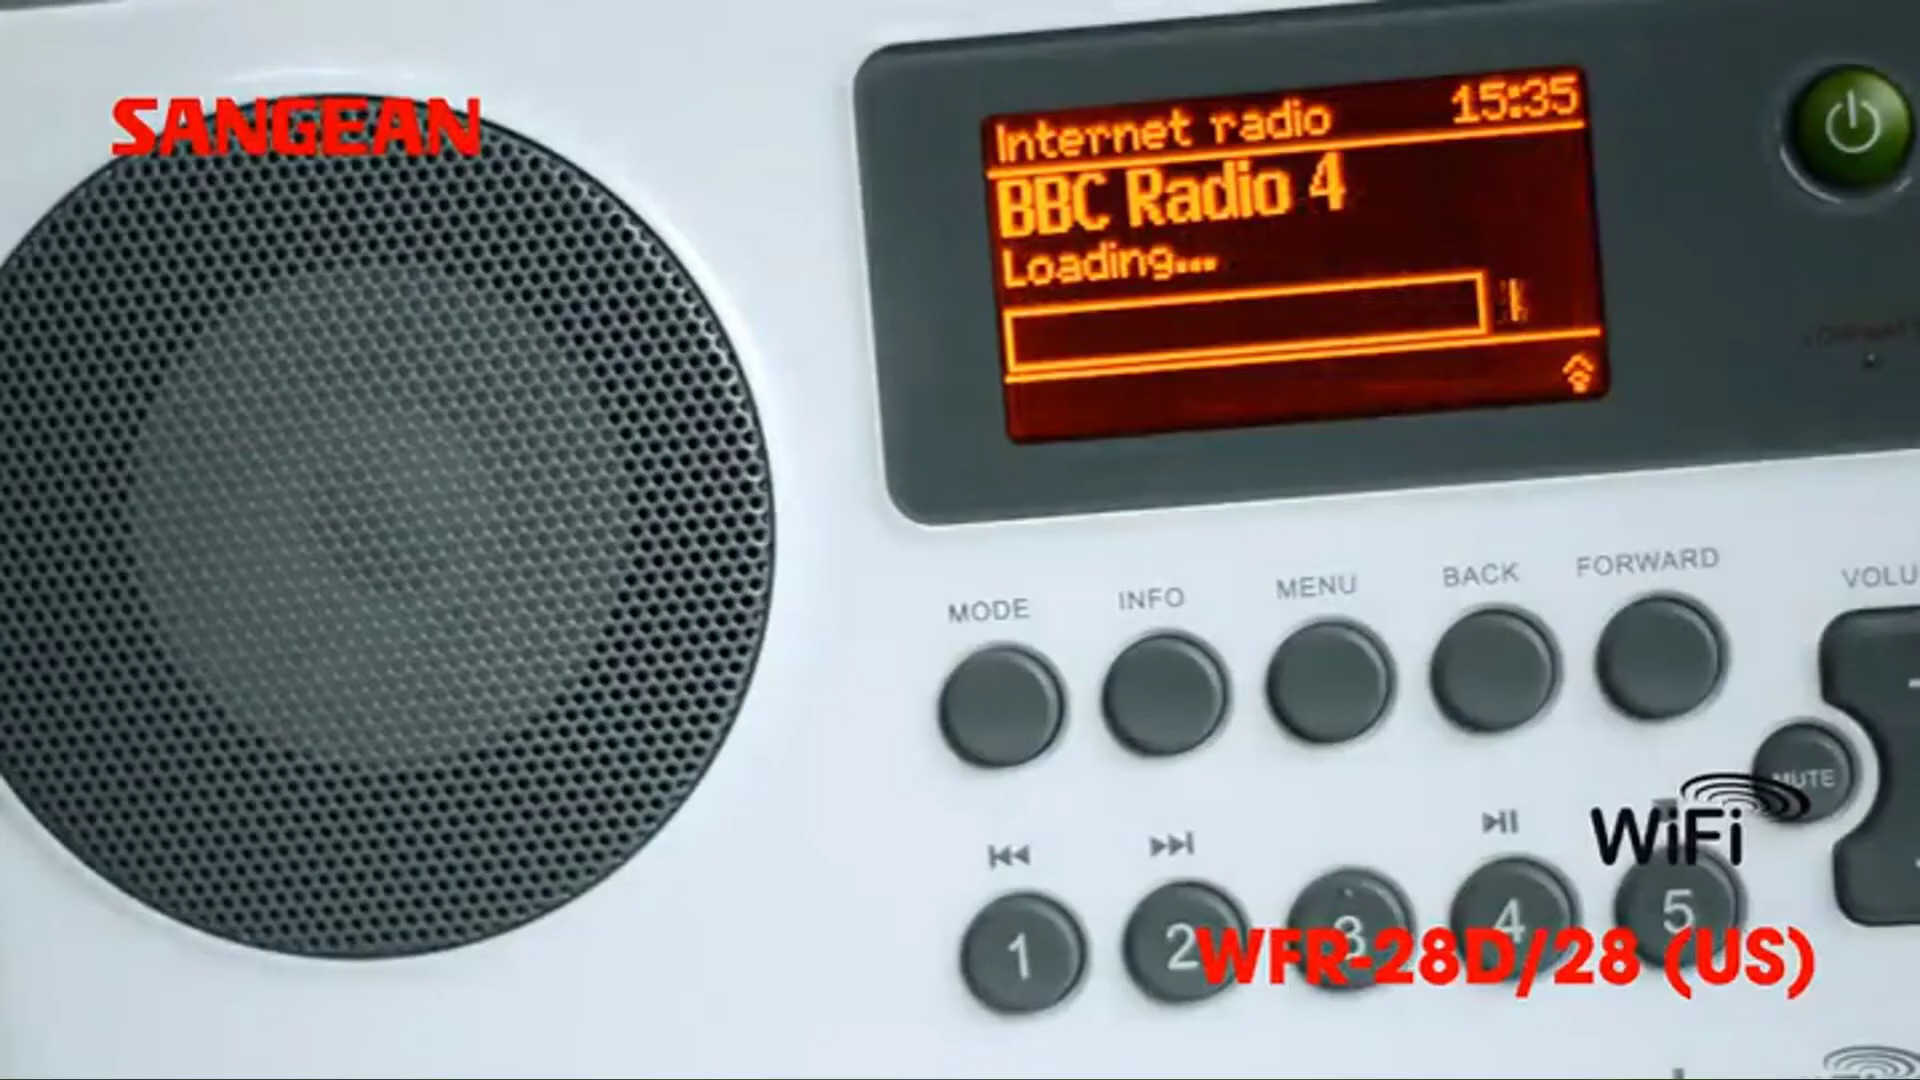 SANGEAN
Internet radio 15:35
BBC Radio 4
Loading...
MODE INFO MENU BACK FORWARD
MUTE
WiFi
1 2 3 4 5
WFR-28D/28 (US)